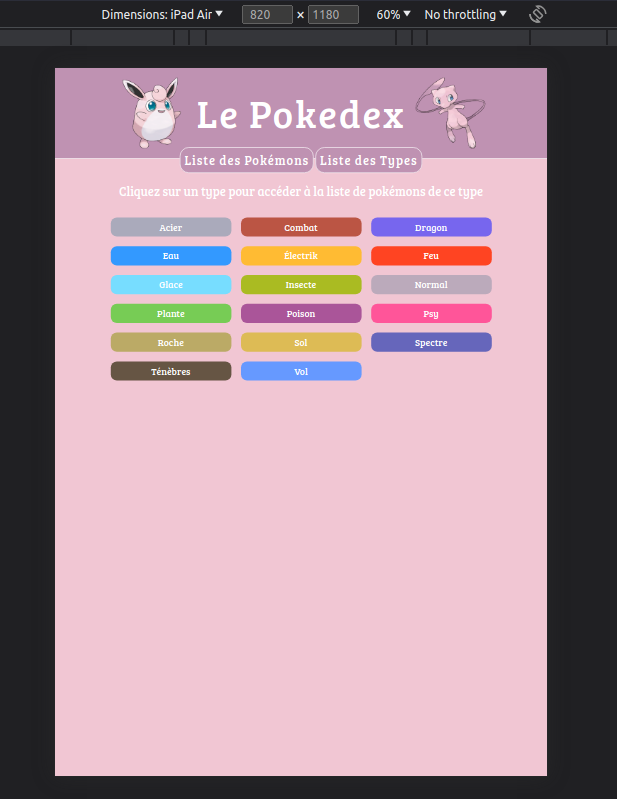 Dimensions: iPad Air 820 × 1180 60% No throttling
Le Pokedex
Liste des Pokémons Liste des Types
Cliquez sur un type pour accéder à la liste de pokémons de ce type
Acier Combat Dragon
Eau Électrik Feu
Glace Insecte Normal
Plante Poison Psy
Roche Sol Spectre
Ténèbres Vol